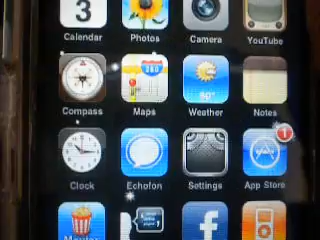 3
Calendar Photos Camera YouTube
280
80°
Compass Maps Weather Notes
1
Clock Echofon Settings App Store
f